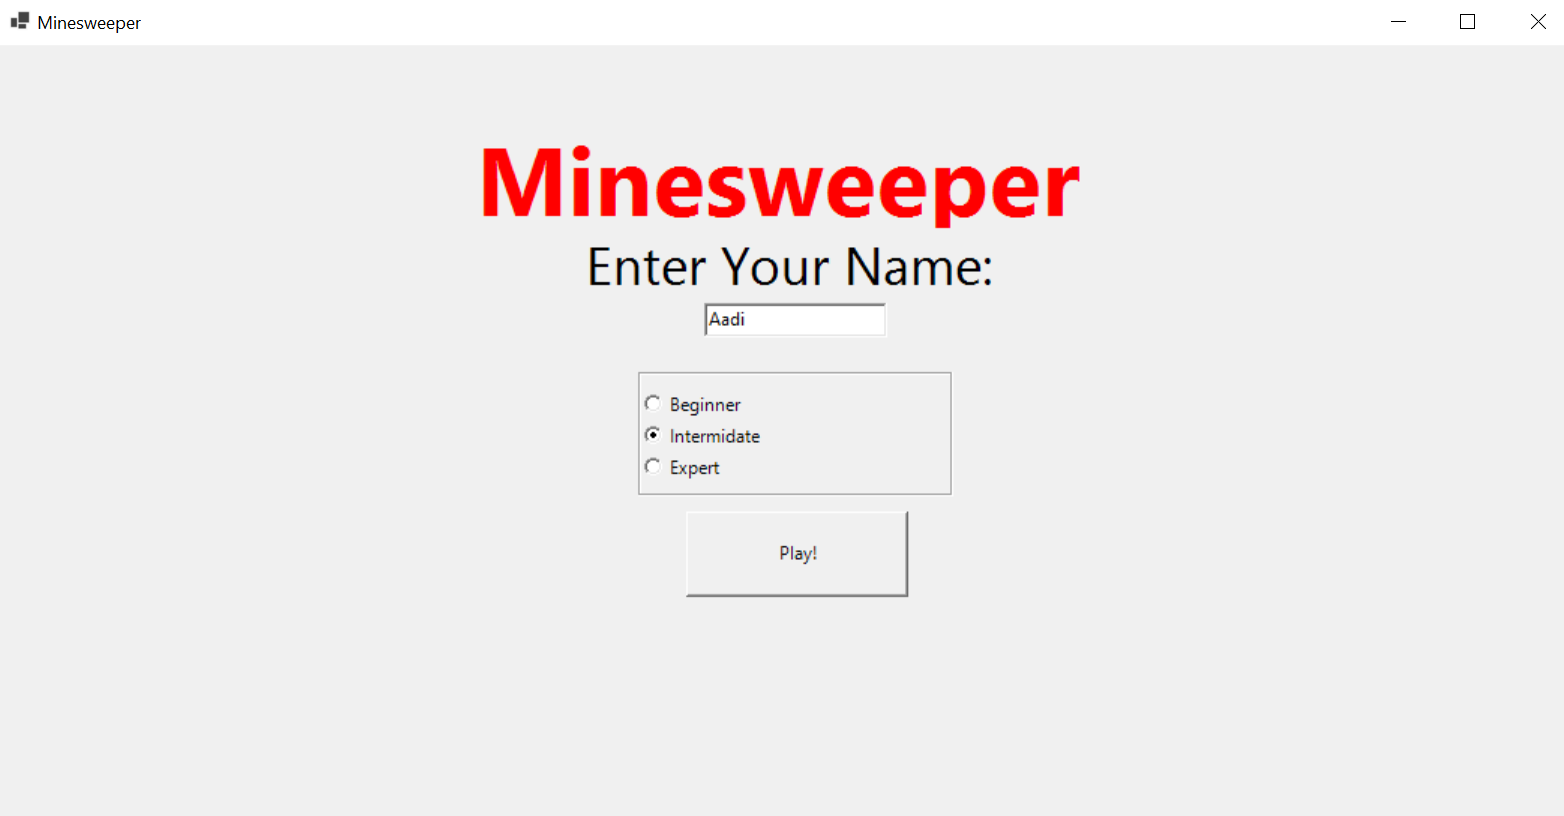 Minesweeper
Minesweeper
Enter Your Name:
Aadi
Beginner
Intermidate
Expert
Play!